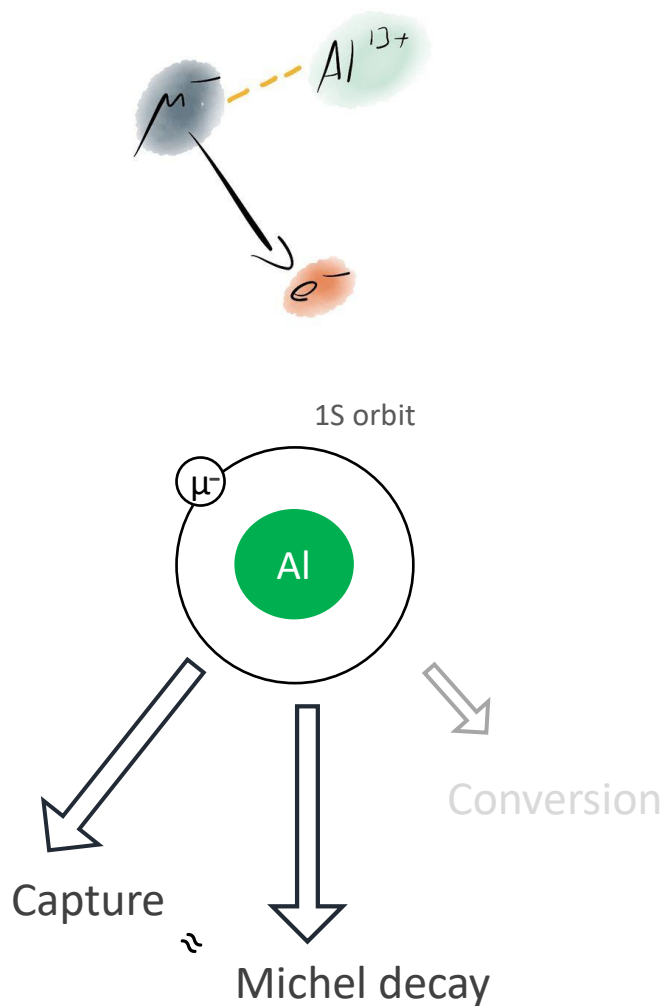 μ⁻ Al¹³⁺
e⁻
1S orbit
μ⁻
Al
Conversion
Capture
≈
Michel decay